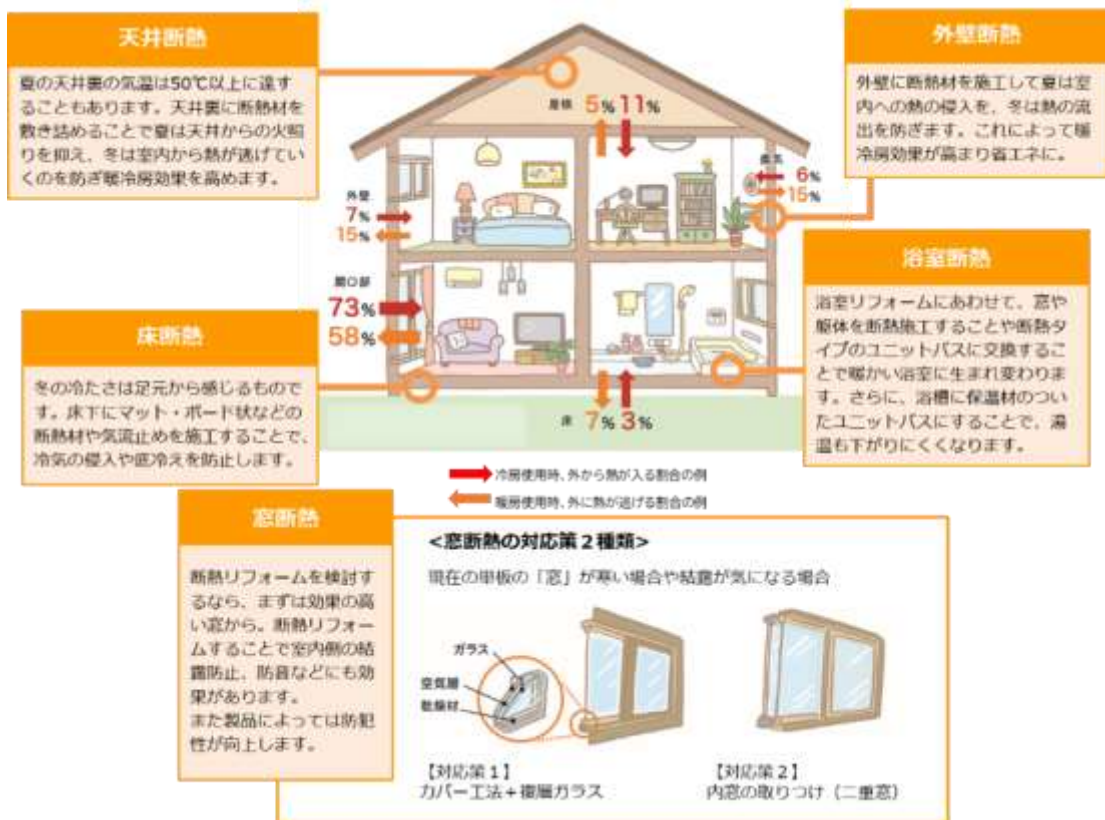 天井断熱
夏の天井裏の気温は50℃以上に達す
ることもあります。天井裏に断熱材を
敷き詰めることで夏は天井からの火照
りを抑え、冬は室内から熱が逃げてい
くのを防ぎ暖冷房効果を高めます。
外壁断熱
外壁に断熱材を施工して夏は室
内への熱の侵入を、冬は熱の流
出を防ぎます。これによって暖
冷房効果が高まり省エネに。
屋根 5% 11%
換気
6%
15%
外壁
7%
15%
開口部
73%
58%
床 7% 3%
浴室断熱
浴室リフォームにあわせて、窓や
躯体を断熱施工することや断熱タ
イプのユニットバスに交換するこ
とで暖かい浴室に生まれ変わりま
す。さらに、浴槽に保温材のつい
たユニットバスにすることで、湯
温も下がりにくくなります。
床断熱
冬の冷たさは足元から感じるもので
す。床下にマット・ボード状などの
断熱材や気流止めを施工することで、
冷気の侵入や底冷えを防止します。
冷房使用時、外から熱が入る割合の例
暖房使用時、外に熱が逃げる割合の例
窓断熱
断熱リフォームを検討す
るなら、まずは効果の高
い窓から。断熱リフォー
ムすることで室内側の結
露防止、防音などにも効
果があります。
また製品によっては防犯
性が向上します。
<窓断熱の対応策２種類>
現在の単板の「窓」が寒い場合や結露が気になる場合
ガラス
空気層
乾燥材
【対応策１】
カバー工法＋複層ガラス
【対応策２】
内窓の取りつけ（二重窓）